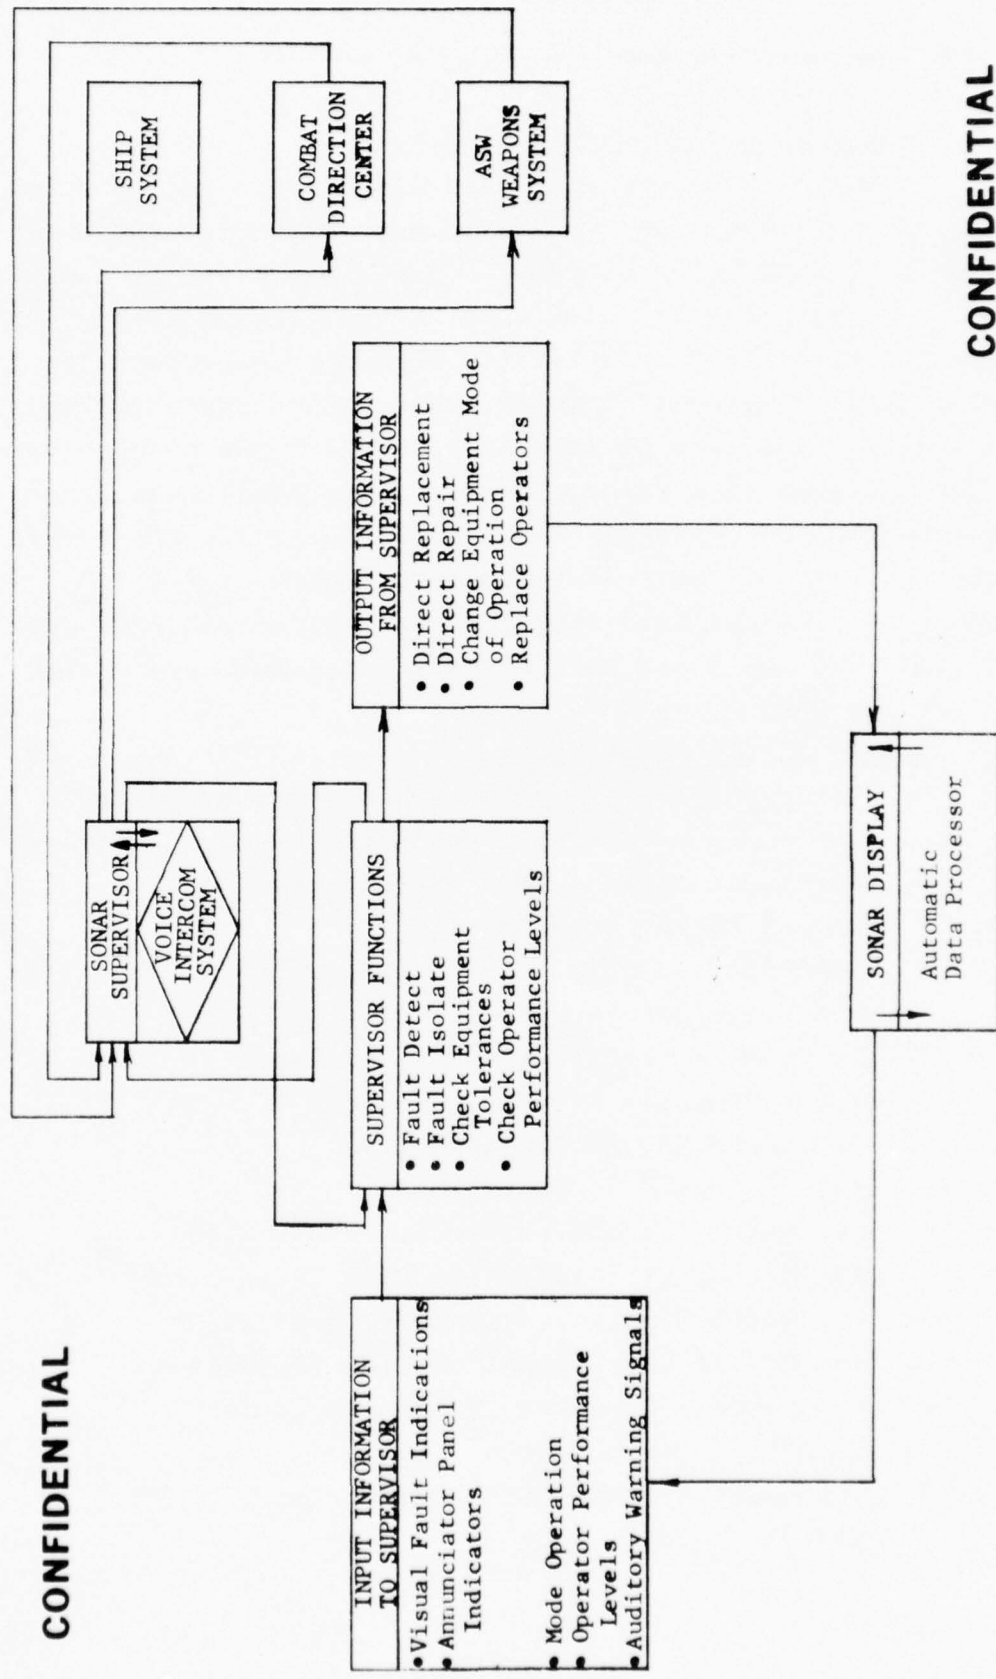 CONFIDENTIAL
SONAR
SUPERVISOR
VOICE
INTERCOM
SYSTEM
SHIP
SYSTEM
COMBAT
DIRECTION
CENTER
ASW
WEAPONS
SYSTEM
INPUT INFORMATION
TO SUPERVISOR
• Visual Fault Indications
• Annunciator Panel
Indicators
• Mode Operation
• Operator Performance
Levels
• Auditory Warning Signals
SUPERVISOR FUNCTIONS
• Fault Detect
• Fault Isolate
• Check Equipment
Tolerances
• Check Operator
Performance Levels
OUTPUT INFORMATION
FROM SUPERVISOR
• Direct Replacement
• Direct Repair
• Change Equipment Mode
of Operation
• Replace Operators
SONAR DISPLAY
Automatic
Data Processor
CONFIDENTIAL